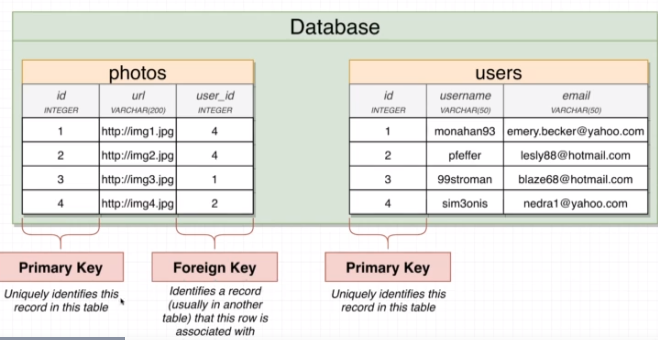 Database
photos
id url user_id
INTEGER VARCHAR(200) INTEGER
1 http://img1.jpg 4
2 http://img2.jpg 4
3 http://img3.jpg 1
4 http://img4.jpg 2
users
id username email
INTEGER VARCHAR(50) VARCHAR(50)
1 monahan93 emery.becker@yahoo.com
2 pfeffer lesly88@hotmail.com
3 99stroman blaze68@hotmail.com
4 sim3onis nedra1@yahoo.com
Primary Key
Uniquely identifies this
record in this table
Foreign Key
Identifies a record
(usually in another
table) that this row is
associated with
Primary Key
Uniquely identifies this
record in this table